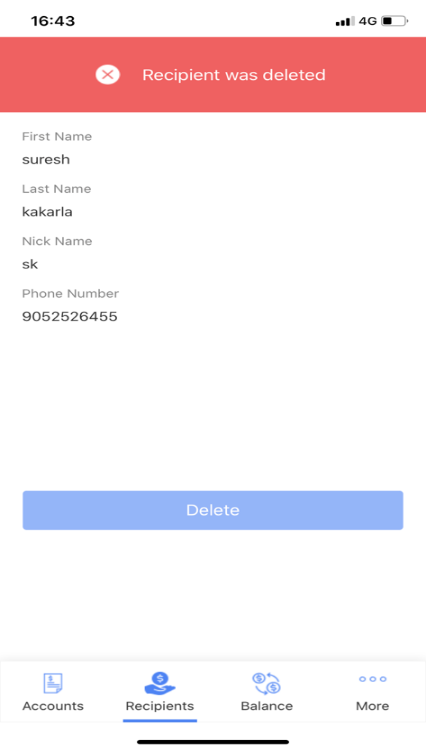 16:43
4G
Recipient was deleted
First Name
suresh
Last Name
kakarla
Nick Name
sk
Phone Number
9052526455
Delete
Accounts
Recipients
Balance
More